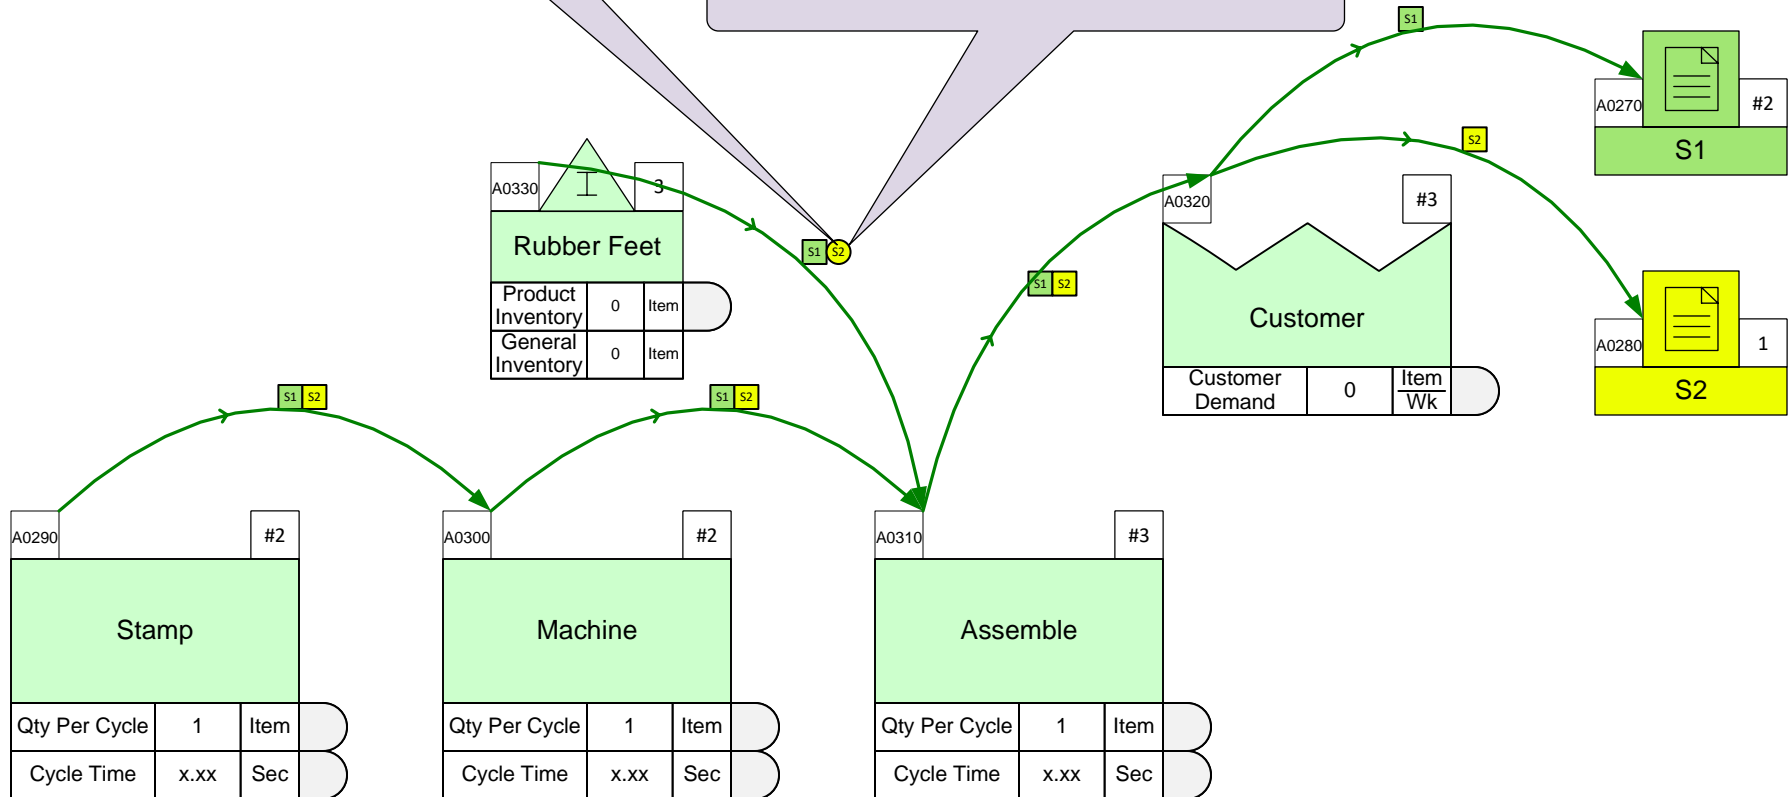 S1
A0270
#2
S1
S2
A0330
3
A0320
#3
Rubber Feet
S1
S2
S1
S2
Product
Inventory
0
Item
General
Inventory
0
Item
Customer
A0280
1
S2
Customer
Demand
0
Item
Wk
S1
S2
S1
S2
A0290
#2
A0300
#2
A0310
#3
Stamp
Machine
Assemble
Qty Per Cycle
1
Item
Qty Per Cycle
1
Item
Qty Per Cycle
1
Item
Cycle Time
x.xx
Sec
Cycle Time
x.xx
Sec
Cycle Time
x.xx
Sec